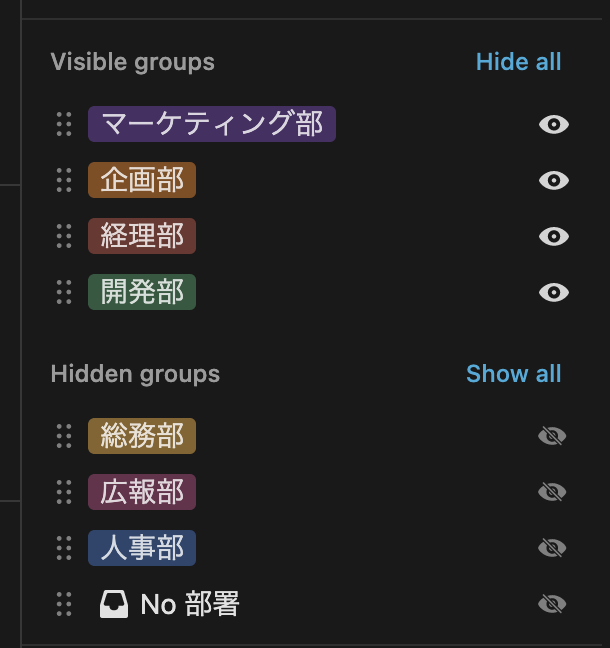 Visible groups
Hide all
マーケティング部
企画部
経理部
開発部
Hidden groups
Show all
総務部
広報部
人事部
No 部署